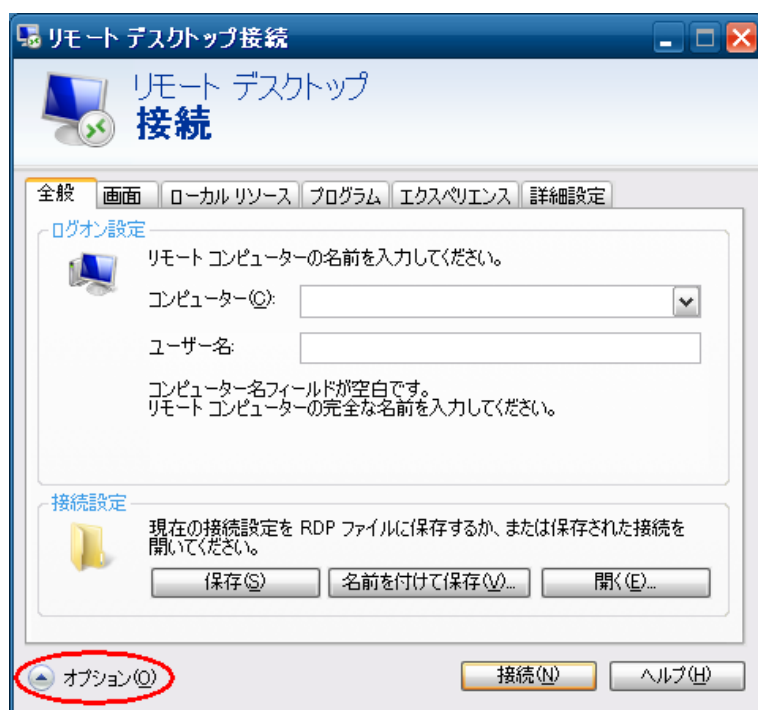 リモート デスクトップ接続
リモート デスクトップ
接続
全般 画面 ローカル リソース プログラム エクスペリエンス 詳細設定
ログオン設定
リモート コンピューターの名前を入力してください。
コンピューター(C):
ユーザー名:
コンピューター名フィールドが空白です。
リモート コンピューターの完全な名前を入力してください。
接続設定
現在の接続設定を RDP ファイルに保存するか、または保存された接続を
開いてください。
保存(S) 名前を付けて保存(V)... 開く(E)...
オプション(O) 接続(N) ヘルプ(H)